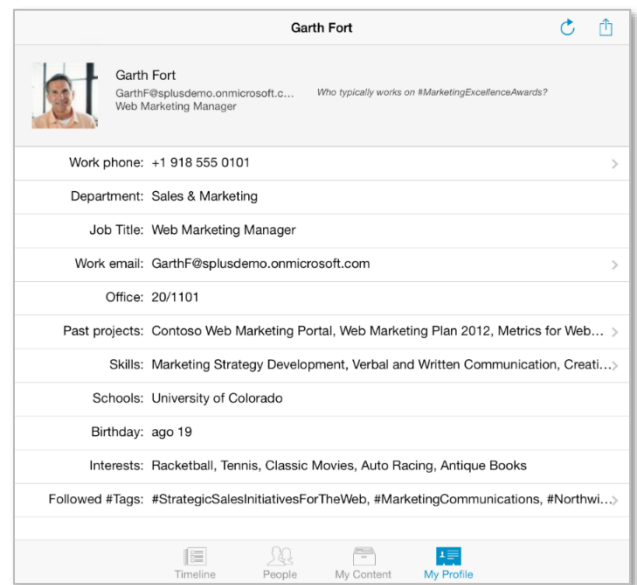 Garth Fort
Garth Fort
GarthF@splusdemo.onmicrosoft.c...
Web Marketing Manager
Who typically works on #MarketingExcellenceAwards?
Work phone: +1 918 555 0101
Department: Sales & Marketing
Job Title: Web Marketing Manager
Work email: GarthF@splusdemo.onmicrosoft.com
Office: 20/1101
Past projects: Contoso Web Marketing Portal, Web Marketing Plan 2012, Metrics for Web...
Skills: Marketing Strategy Development, Verbal and Written Communication, Creati...
Schools: University of Colorado
Birthday: ago 19
Interests: Racketball, Tennis, Classic Movies, Auto Racing, Antique Books
Followed #Tags: #StrategicSalesInitiativesForTheWeb, #MarketingCommunications, #Northwi...
Timeline
People
My Content
My Profile